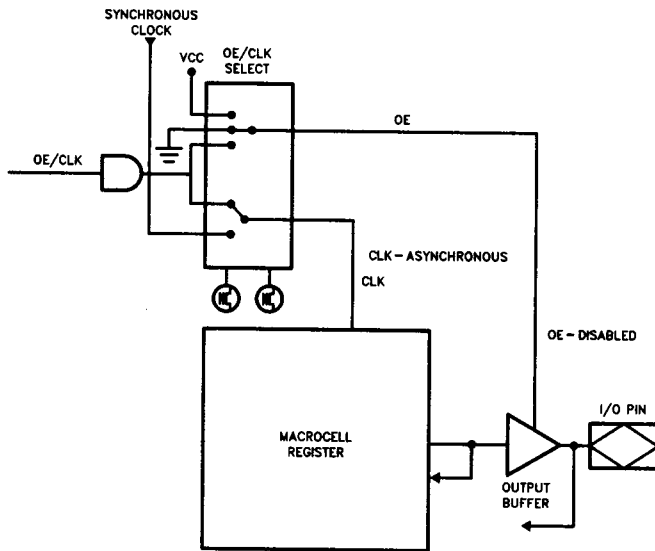 SYNCHRONOUS
CLOCK
VCC
OE/CLK
SELECT
OE
OE/CLK
CLK-ASYNCHRONOUS
CLK
OE-DISABLED
I/O PIN
MACROCELL
REGISTER
OUTPUT
BUFFER